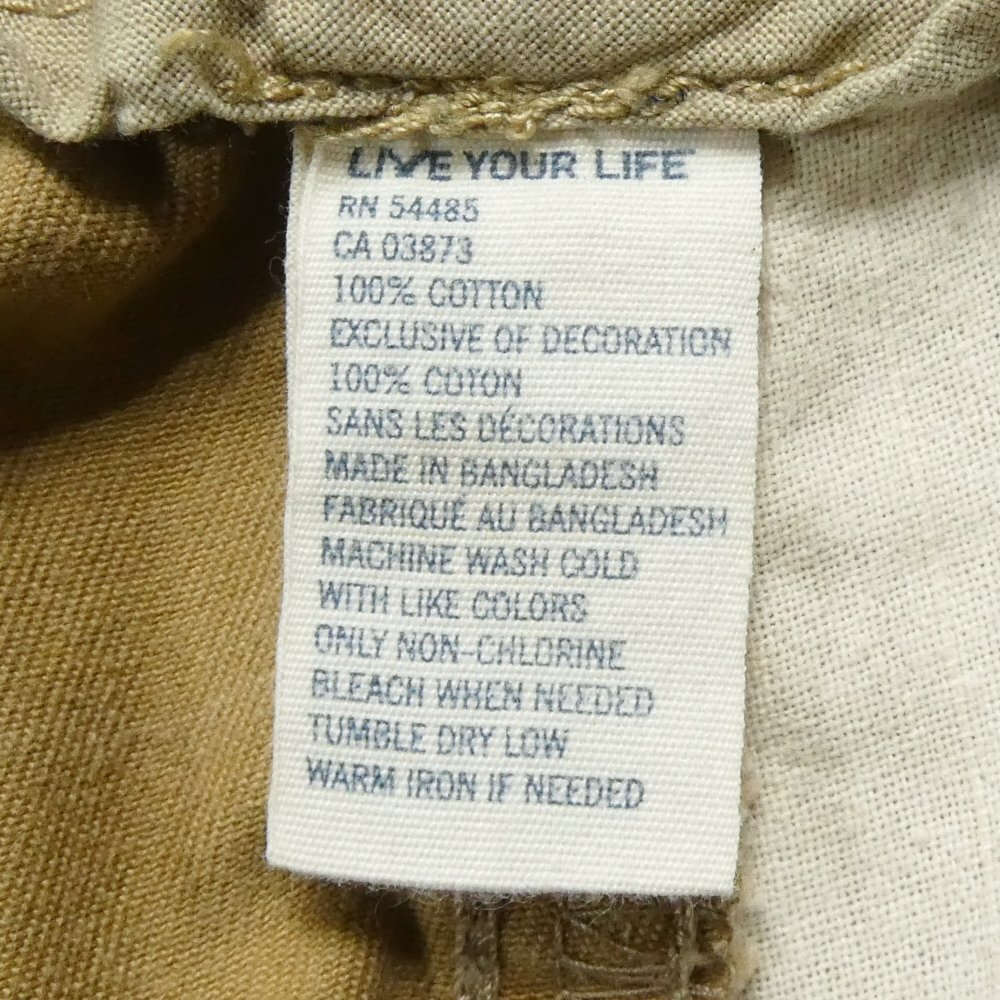 LIVE YOUR LIFE
RN 54485
CA 03873
100% COTTON
EXCLUSIVE OF DECORATION
100% COTON
SANS LES DÉCORATIONS
MADE IN BANGLADESH
FABRIQUÉ AU BANGLADESH
MACHINE WASH COLD
WITH LIKE COLORS
ONLY NON-CHLORINE
BLEACH WHEN NEEDED
TUMBLE DRY LOW
WARM IRON IF NEEDED